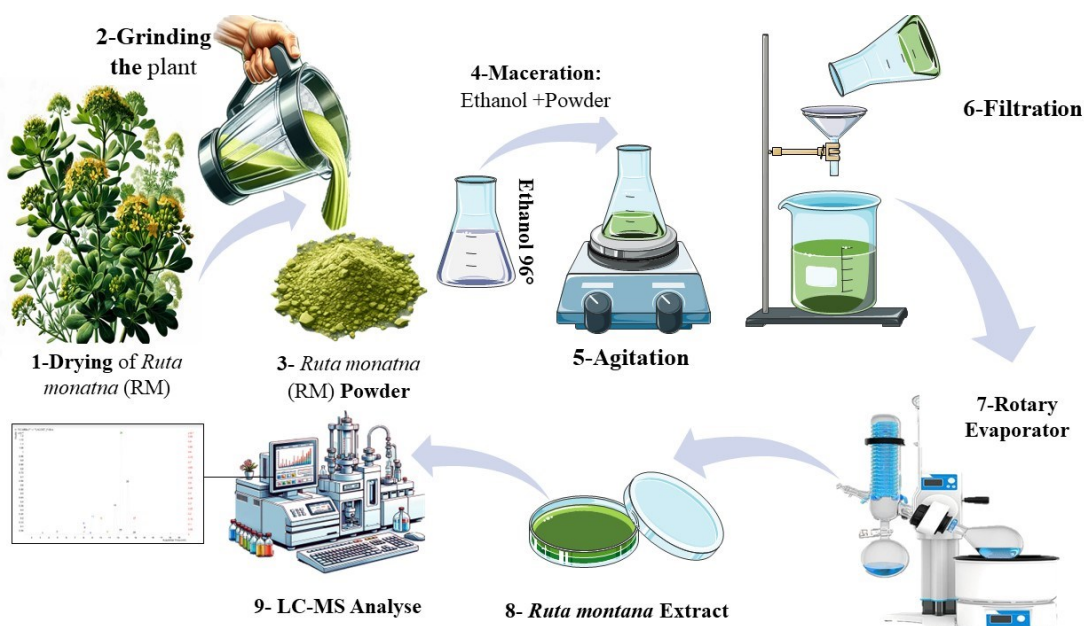 2-Grinding
the plant
1-Drying of Ruta
monatna (RM)
3- Ruta monatna
(RM) Powder
4-Maceration:
Ethanol +Powder
Ethanol 96°
5-Agitation
6-Filtration
7-Rotary
Evaporator
8- Ruta montana Extract
9- LC-MS Analyse